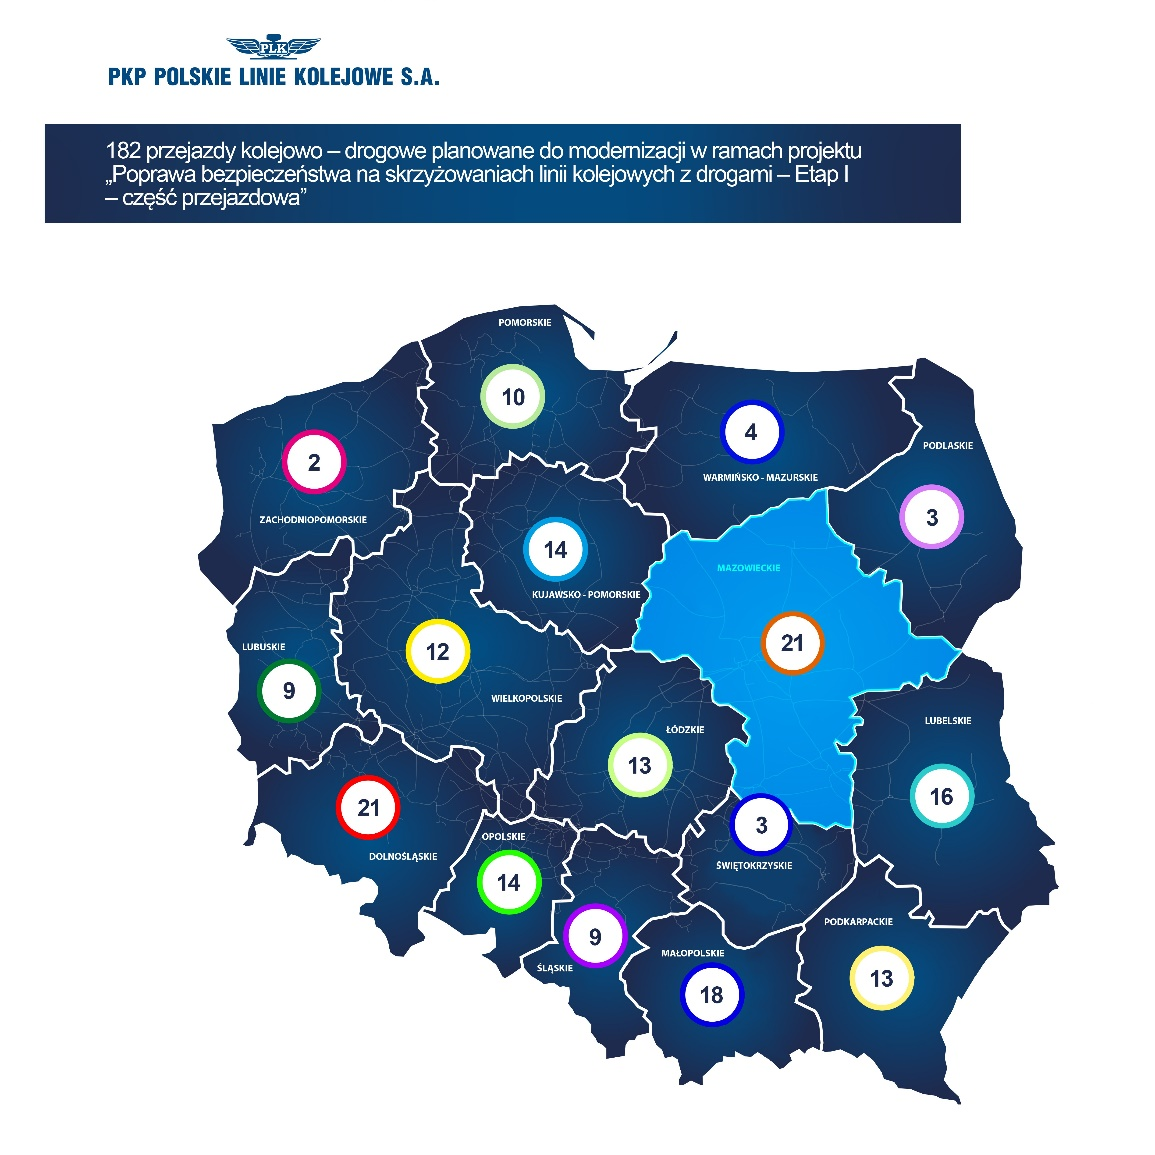 PLK
PKP POLSKIE LINIE KOLEJOWE S.A.
182 przejazdy kolejowo – drogowe planowane do modernizacji w ramach projektu
„Poprawa bezpieczeństwa na skrzyżowaniach linii kolejowych z drogami – Etap I
– część przejazdowa”
POMORSKIE
10
4
WARMIŃSKO - MAZURSKIE
PODLASKIE
3
2
ZACHODNIOPOMORSKIE
14
KUJAWSKO - POMORSKIE
MAZOWIECKIE
21
LUBUSKIE
9
12
WIELKOPOLSKIE
ŁÓDZKIE
13
LUBELSKIE
16
21
DOLNOŚLĄSKIE
OPOLSKIE
14
3
ŚWIĘTOKRZYSKIE
9
ŚLĄSKIE
MAŁOPOLSKIE
18
PODKARPACKIE
13